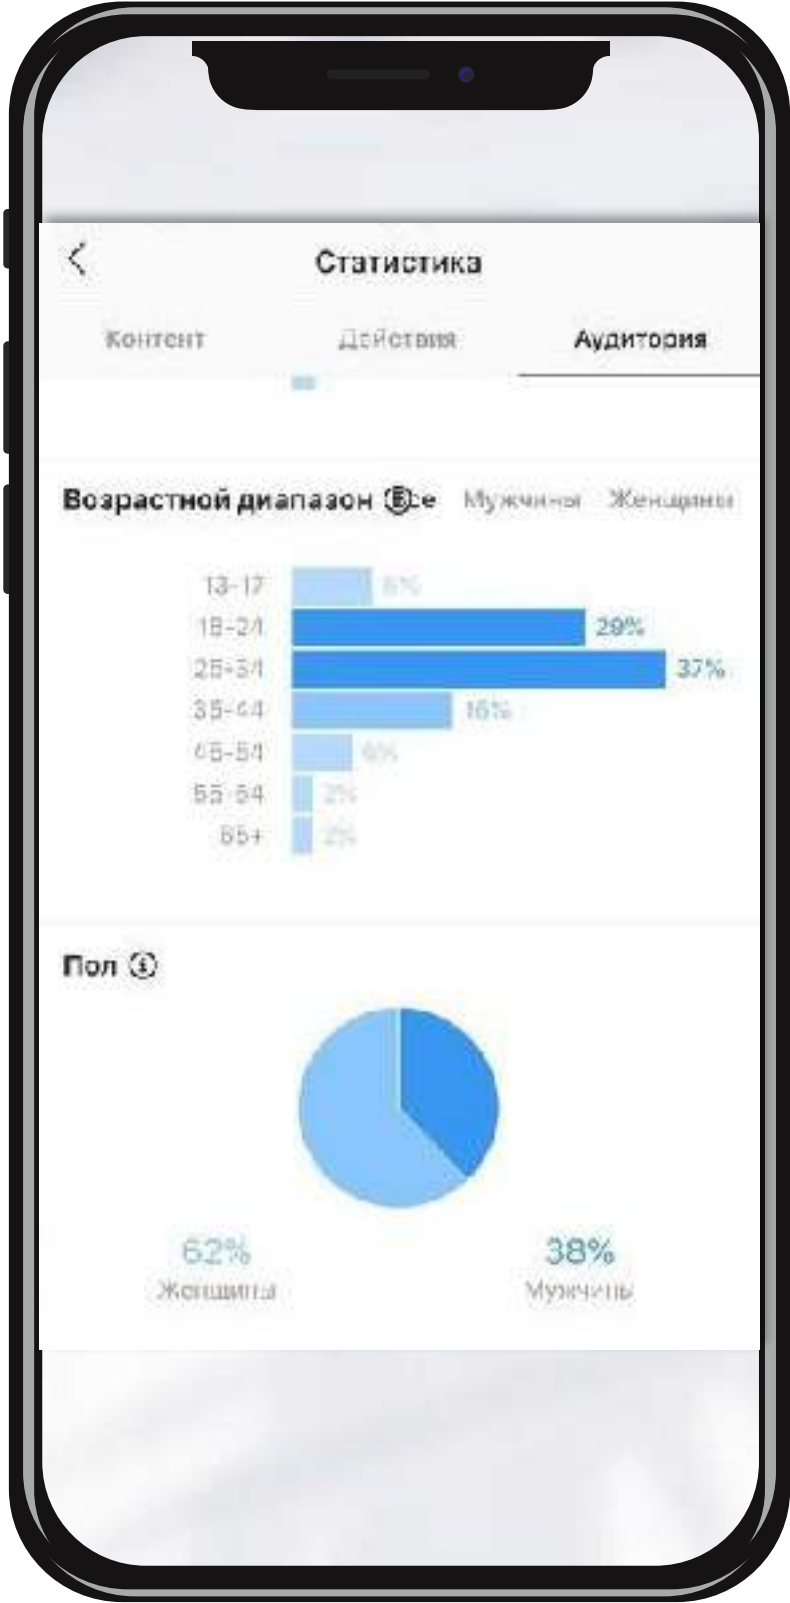 Статистика
Контент Действия Аудитория
Возрастной диапазон Все Мужчины Женщины
13-17
18-24 29%
25-34 37%
35-44 16%
45-54 6%
55-64 2%
65+ 2%
Пол
62% 38%
Женщины Мужчины